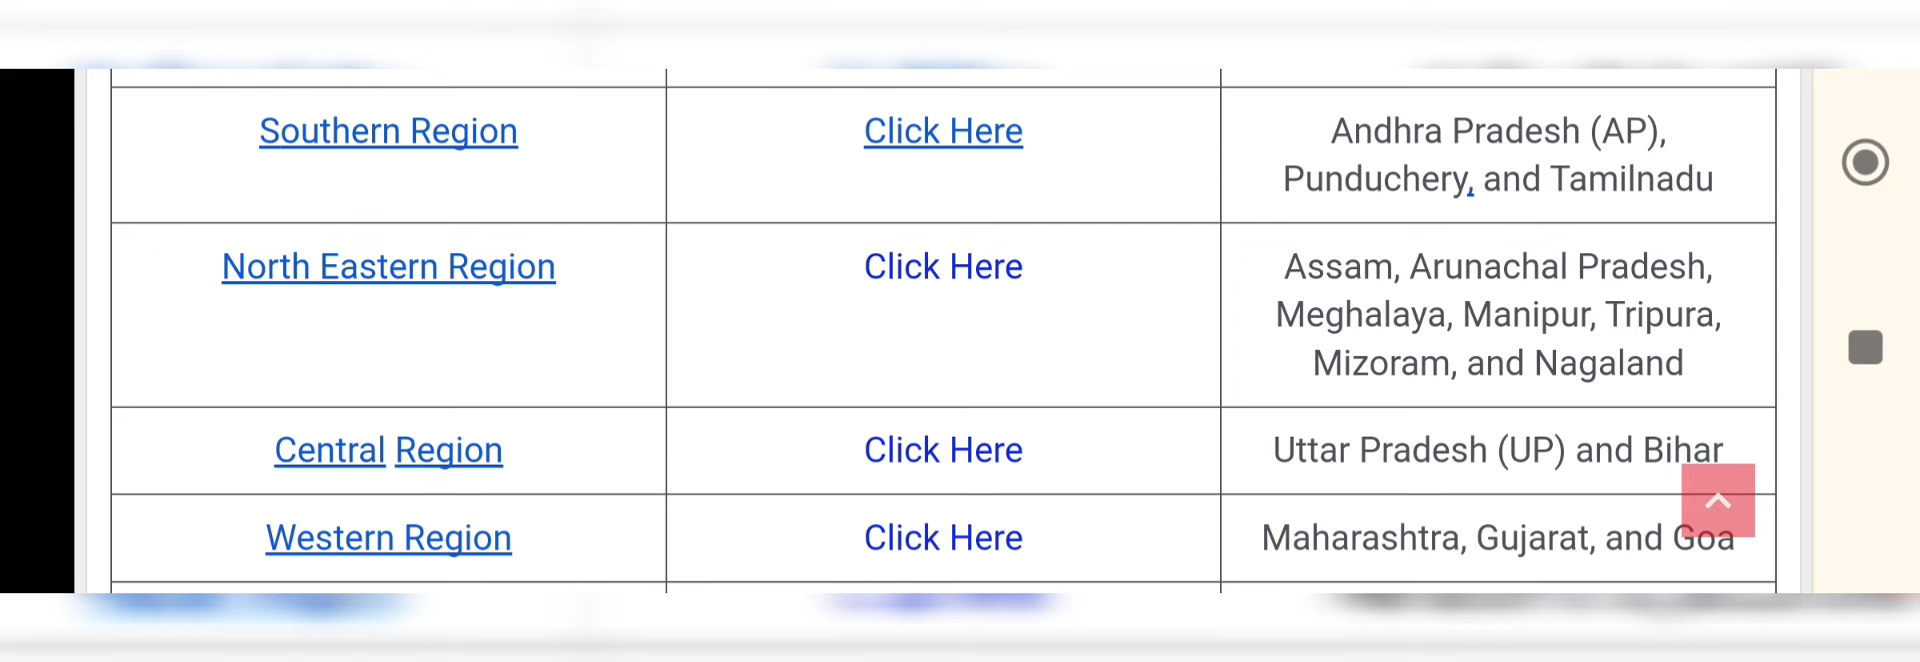 Southern Region
Click Here
Andhra Pradesh (AP),
Punduchery, and Tamilnadu
North Eastern Region
Click Here
Assam, Arunachal Pradesh,
Meghalaya, Manipur, Tripura,
Mizoram, and Nagaland
Central Region
Click Here
Uttar Pradesh (UP) and Bihar
Western Region
Click Here
Maharashtra, Gujarat, and Goa